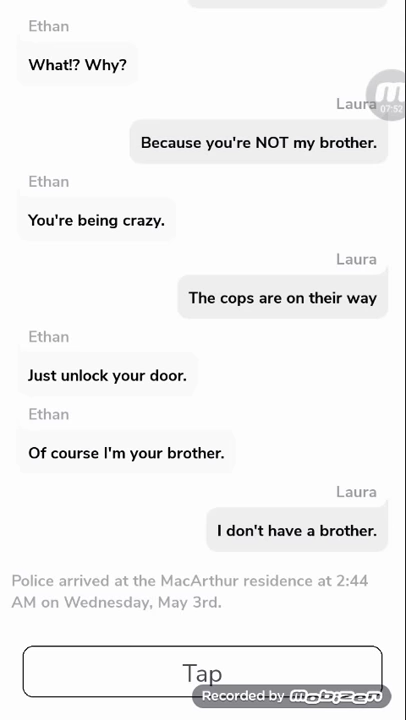 Ethan
What!? Why?
07:52
Laura
Because you're NOT my brother.
Ethan
You're being crazy.
Laura
The cops are on their way
Ethan
Just unlock your door.
Ethan
Of course I'm your brother.
Laura
I don't have a brother.
Police arrived at the MacArthur residence at 2:44
AM on Wednesday, May 3rd.
Tap
Recorded by mobizen